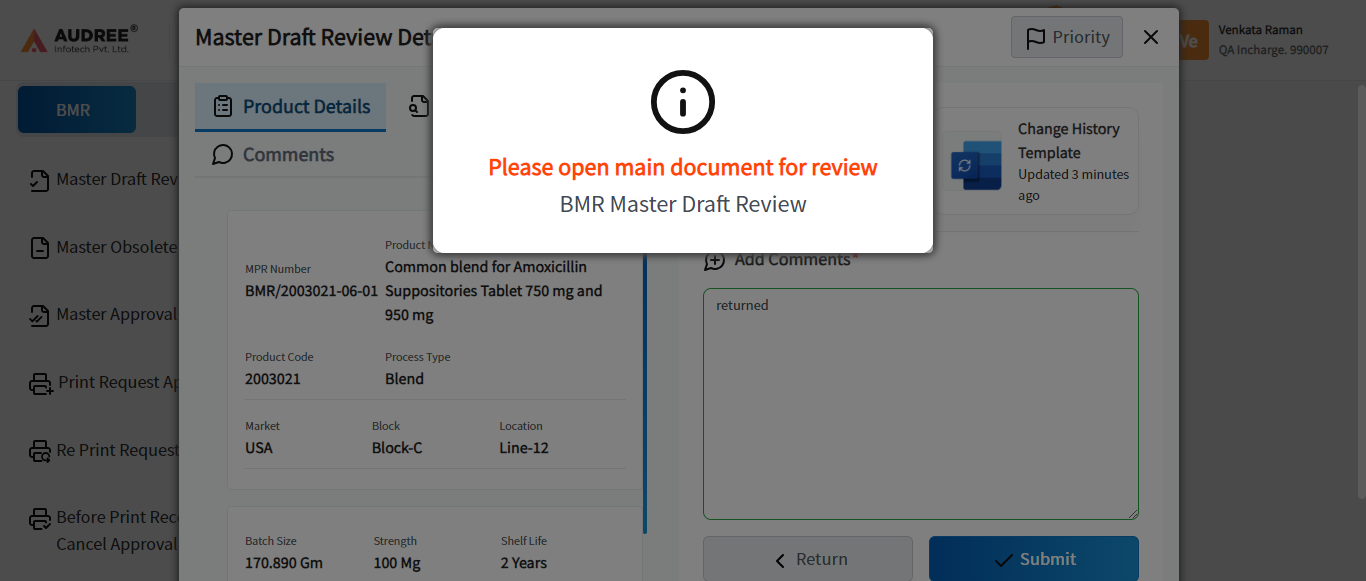 AUDREE®
Infotech Pvt. Ltd.
Master Draft Review Det
Priority
Ve
Venkata Raman
QA Incharge. 990007
BMR
Master Draft Rev
Master Obsolete
Master Approval
Print Request Ap
Re Print Request
Before Print Rec
Cancel Approval
Product Details
Comments
Please open main document for review
BMR Master Draft Review
Change History
Template
Updated 3 minutes
ago
MPR Number
BMR/2003021-06-01
Product
Common blend for Amoxicillin
Suppositories Tablet 750 mg and
950 mg
Product Code
2003021
Process Type
Blend
Market
USA
Block
Block-C
Location
Line-12
Batch Size
170.890 Gm
Strength
100 Mg
Shelf Life
2 Years
Add Comments*
returned
Return
Submit